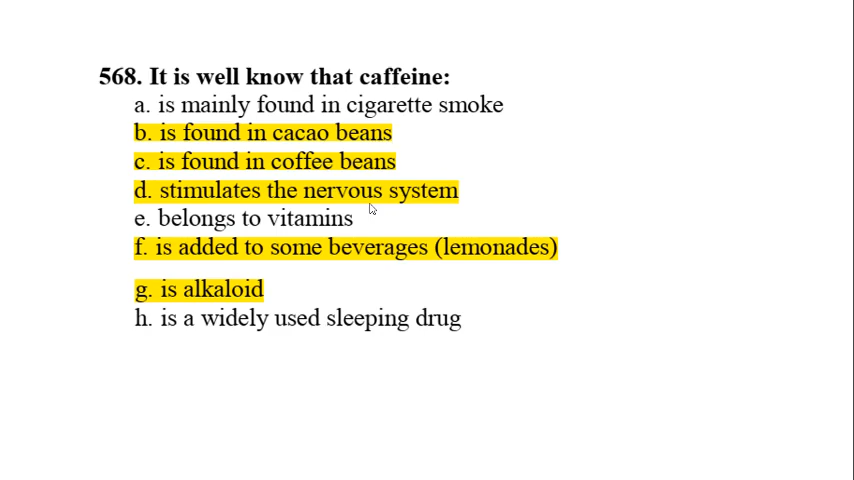 568. It is well know that caffeine:
a. is mainly found in cigarette smoke
b. is found in cacao beans
c. is found in coffee beans
d. stimulates the nervous system
e. belongs to vitamins
f. is added to some beverages (lemonades)
g. is alkaloid
h. is a widely used sleeping drug